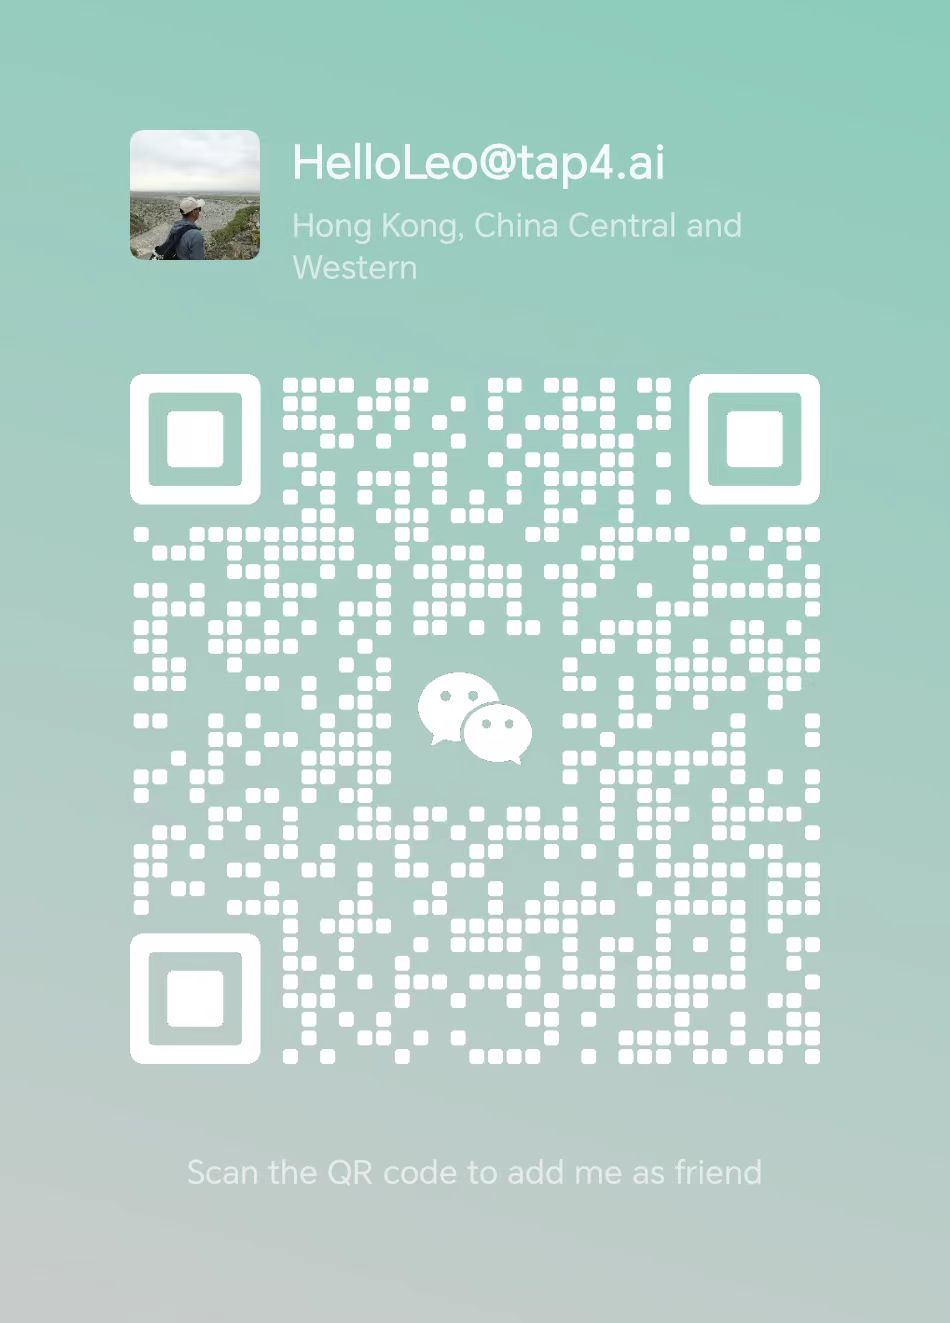 HelloLeo@tap4.ai
Hong Kong, China Central and
Western
Scan the QR code to add me as friend